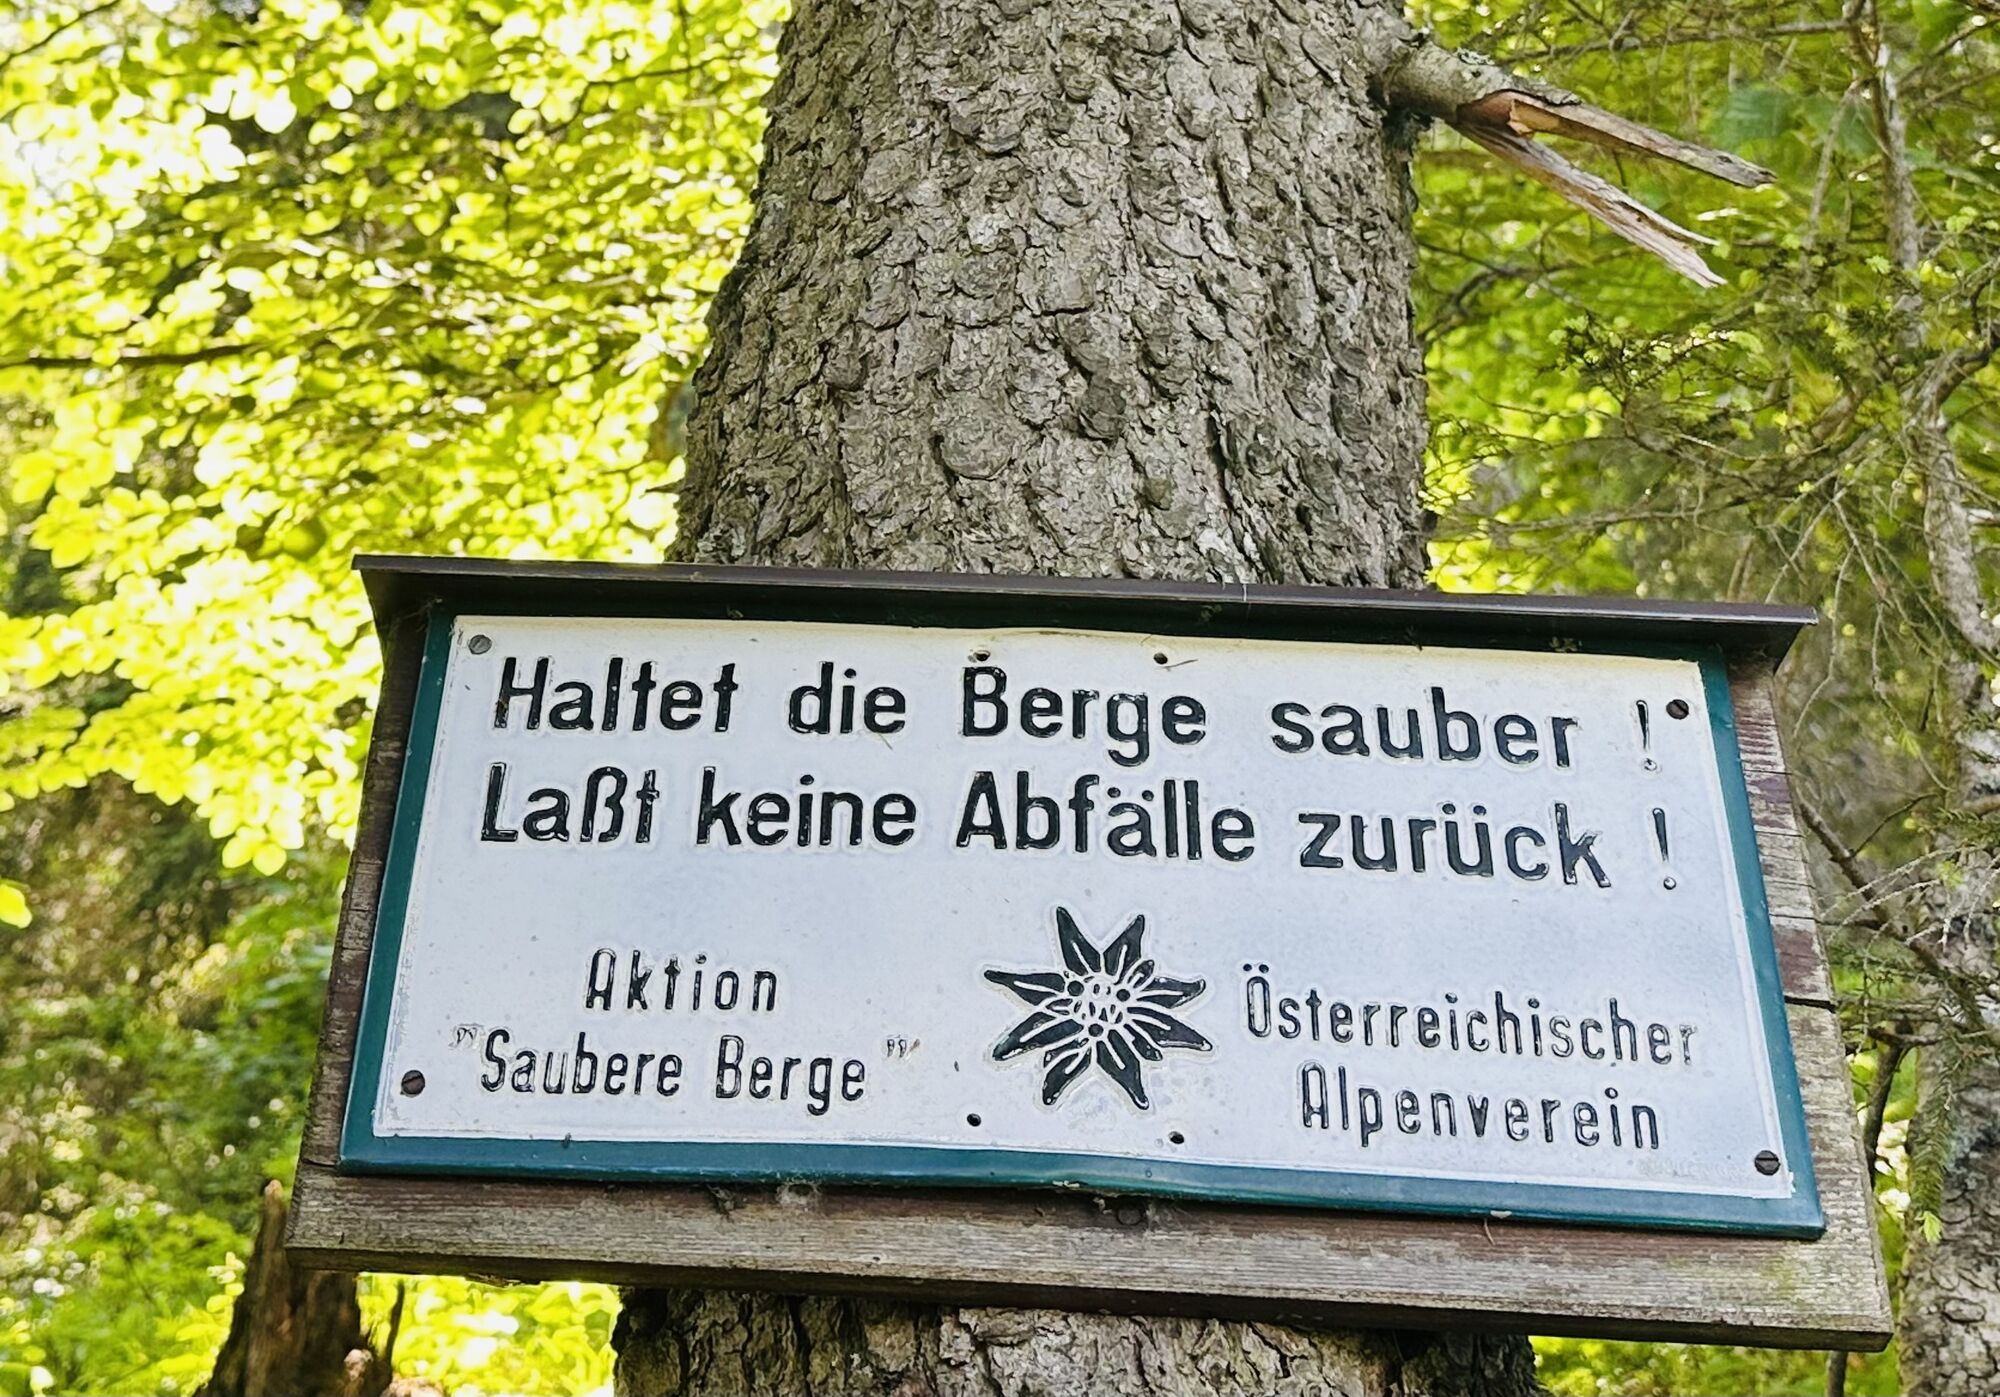 Haltet die Berge sauber !
Laßt keine Abfälle zurück !
Aktion
"Saubere Berge"
Österreichischer
Alpenverein